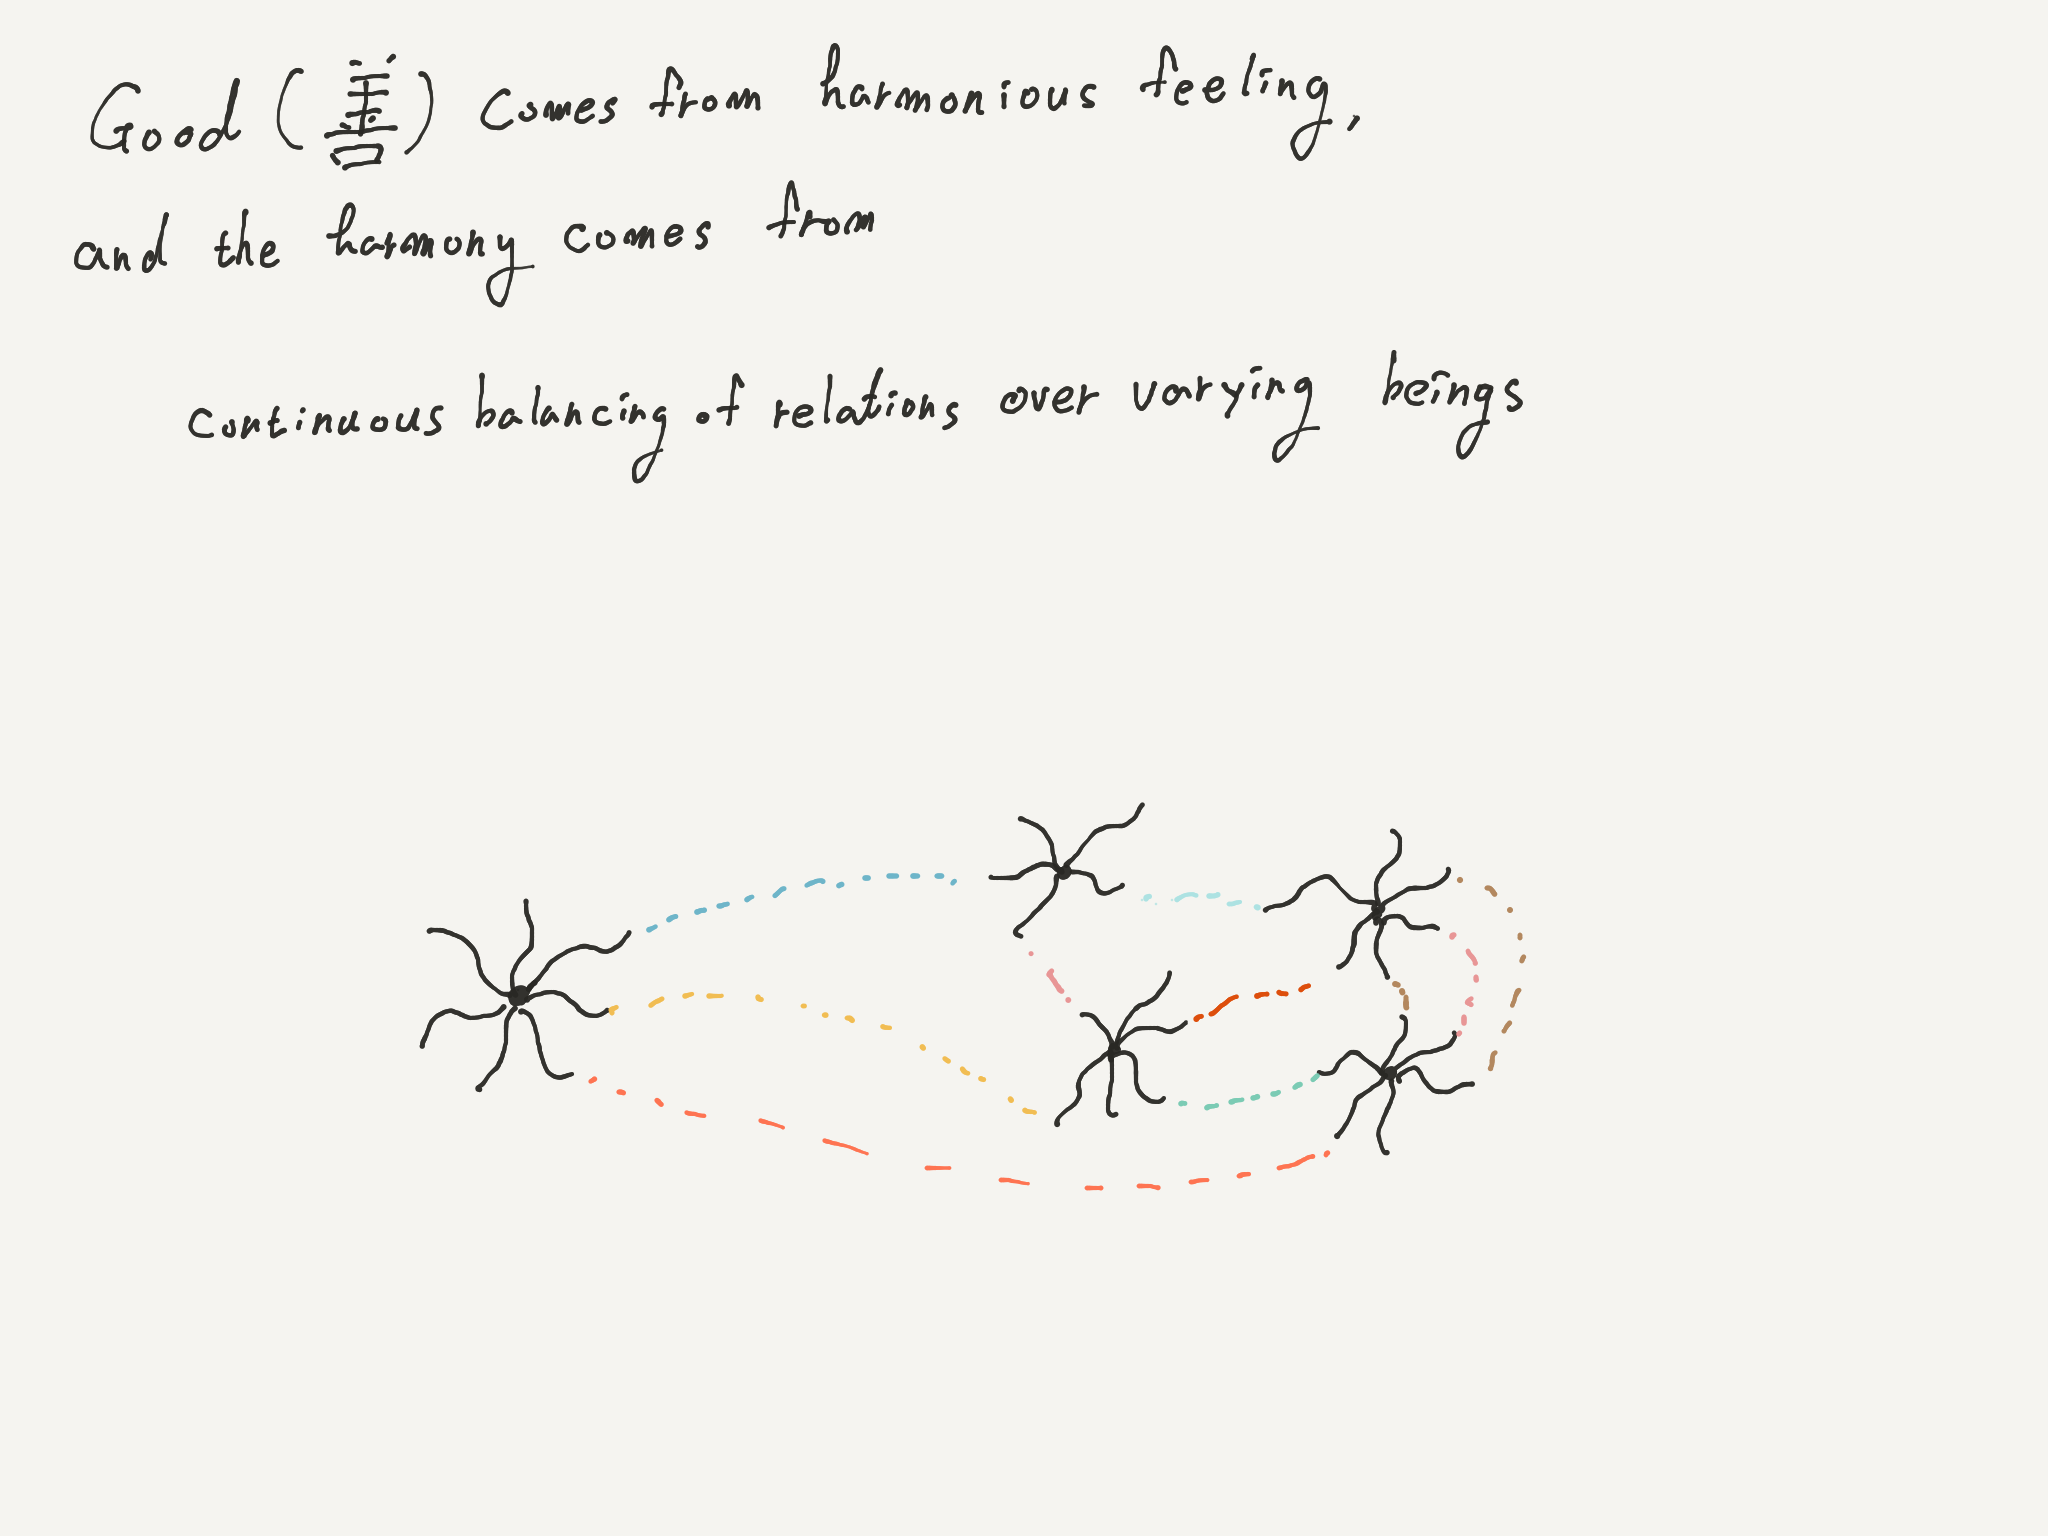 Good (善) comes from harmonious feeling,
and the harmony comes from
continuous balancing of relations over varying beings